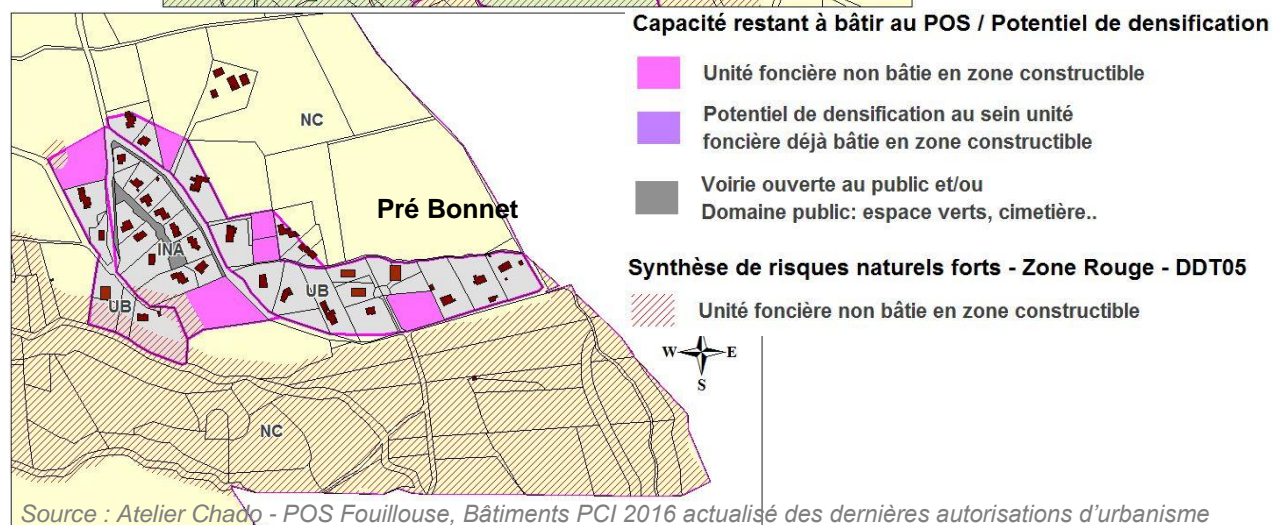 Capacité restant à bâtir au POS / Potentiel de densification
Unité foncière non bâtie en zone constructible
Potentiel de densification au sein unité
foncière déjà bâtie en zone constructible
Voirie ouverte au public et/ou
Domaine public: espace verts, cimetière..
Synthèse de risques naturels forts - Zone Rouge - DDT05
Unité foncière non bâtie en zone constructible
W E
S
NC
Pré Bonnet
INA
UB
UB
NC
Source : Atelier Chado - POS Fouillouse, Bâtiments PCI 2016 actualisé des dernières autorisations d'urbanisme